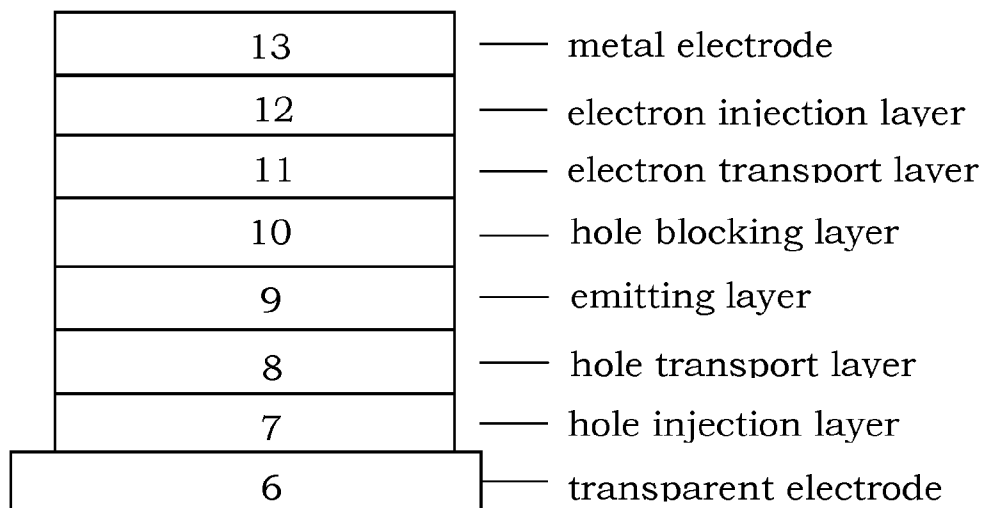 13 metal electrode
12 electron injection layer
11 electron transport layer
10 hole blocking layer
9 emitting layer
8 hole transport layer
7 hole injection layer
6 transparent electrode